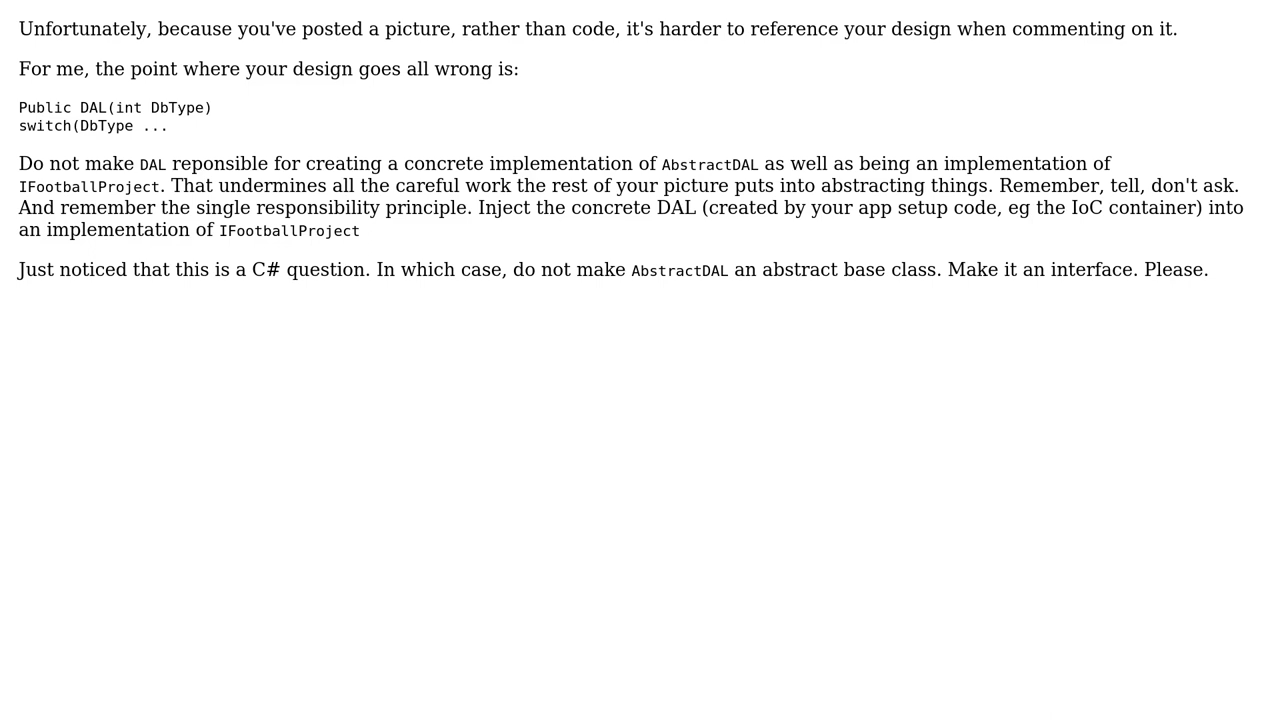 Unfortunately, because you've posted a picture, rather than code, it's harder to reference your design when commenting on it.
For me, the point where your design goes all wrong is:
Public DAL(int DbType)
switch(DbType ...
Do not make DAL reponsible for creating a concrete implementation of AbstractDAL as well as being an implementation of
IFootballProject. That undermines all the careful work the rest of your picture puts into abstracting things. Remember, tell, don't ask.
And remember the single responsibility principle. Inject the concrete DAL (created by your app setup code, eg the IoC container) into
an implementation of IFootballProject
Just noticed that this is a C# question. In which case, do not make AbstractDAL an abstract base class. Make it an interface. Please.